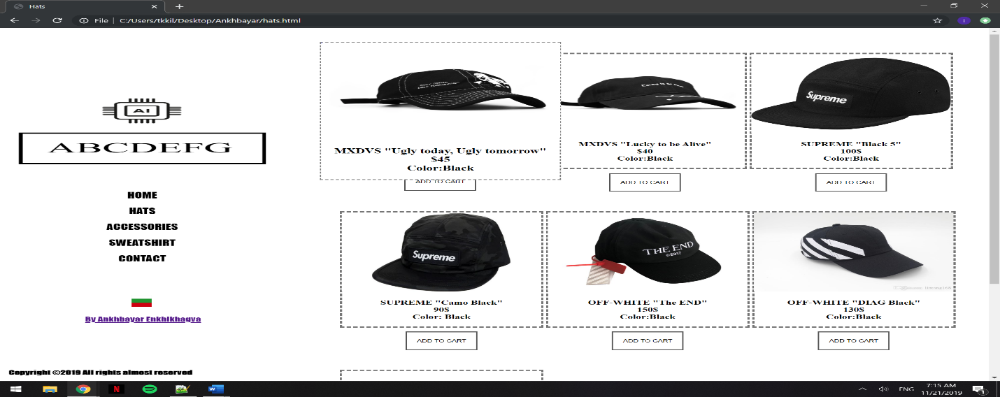 Hats
File | C:/Users/tkkil/Desktop/Ankhbayar/hats.html
i
AI
ABCDEFG
HOME
HATS
ACCESSORIES
SWEATSHIRT
CONTACT
By Ankhbayar Enkhlkhagva
Copyright ©2019 All rights almost reserved
MXDVS "Ugly today, Ugly tomorrow"
$45
Color:Black
ADD TO CART
MXDVS "Lucky to be Alive"
$40
Color:Black
ADD TO CART
Supreme
SUPREME "Black 5"
100$
Color:Black
ADD TO CART
Supreme
SUPREME "Camo Black"
90$
Color: Black
ADD TO CART
THE END
©2017
OFF-WHITE "The END"
150$
Color:Black
ADD TO CART
OFF-WHITE "DIAG Black"
130$
Color:Black
ADD TO CART
N
W
ENG
7:15 AM
11/21/2019
1